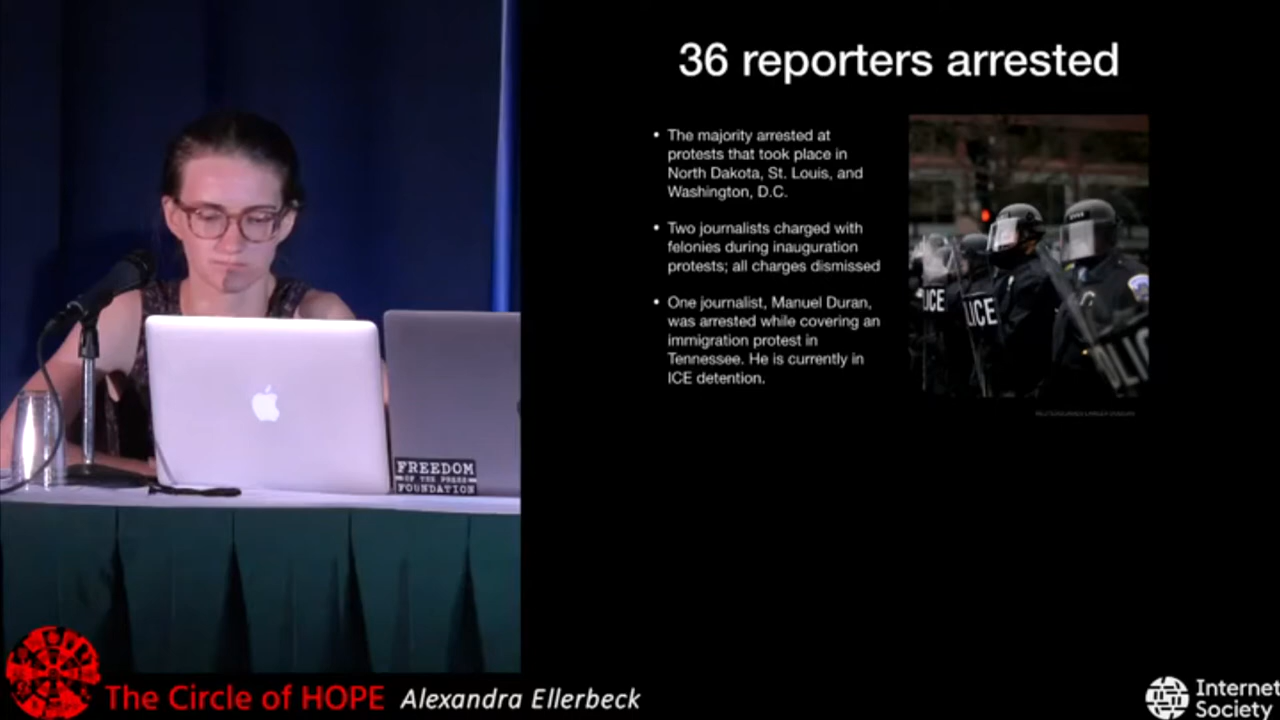 36 reporters arrested
• The majority arrested at
protests that took place in
North Dakota, St. Louis, and
Washington, D.C.
• Two journalists charged with
felonies during inauguration
protests; all charges dismissed
• One journalist, Manuel Duran,
was arrested while covering an
immigration protest in
Tennessee. He is currently in
ICE detention.
LICE
LICE
POLIC
FREEDOM
OF THE PRESS
FOUNDATION
The Circle of HOPE
Alexandra Ellerbeck
Internet
Society